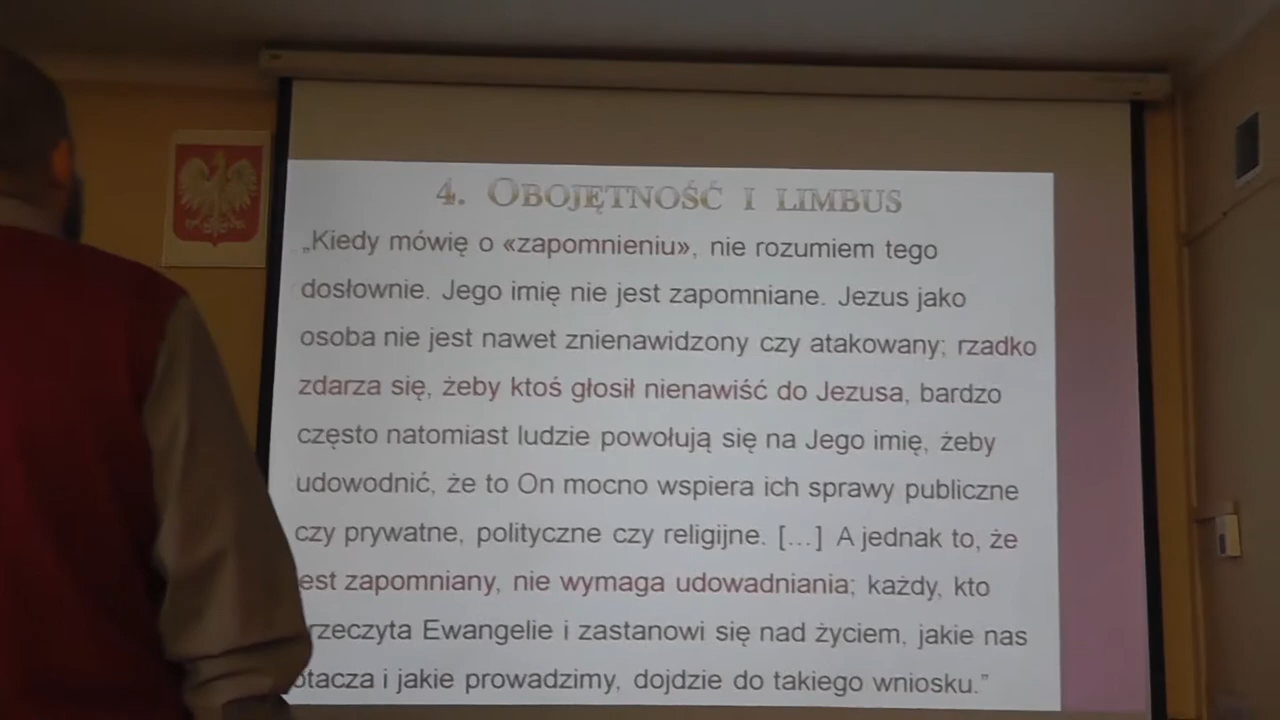 4. OBOJĘTNOŚĆ I LIMBUS
„Kiedy mówię o «zapomnieniu», nie rozumiem tego
dosłownie. Jego imię nie jest zapomniane. Jezus jako
osoba nie jest nawet znienawidzony czy atakowany; rzadko
zdarza się, żeby ktoś głosił nienawiść do Jezusa, bardzo
często natomiast ludzie powołują się na Jego imię, żeby
udowodnić, że to On mocno wspiera ich sprawy publiczne
czy prywatne, polityczne czy religijne. [...] A jednak to, że
est zapomniany, nie wymaga udowadniania; każdy, kto
rzeczyta Ewangelie i zastanowi się nad życiem, jakie nas
otacza i jakie prowadzimy, dojdzie do takiego wniosku.”